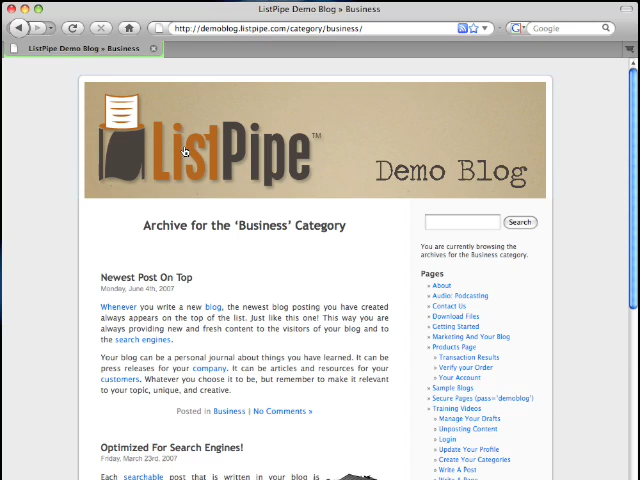 ListPipe Demo Blog » Business
http://demoblog.listpipe.com/category/business/
Google
ListPipe Demo Blog » Business
ListPipe™
Demo Blog
Archive for the ‘Business’ Category
Search
You are currently browsing the
archives for the Business category.
Newest Post On Top
Monday, June 4th, 2007
Whenever you write a new blog, the newest blog posting you have created
always appears on the top of the list. Just like this one! This way you are
always providing new and fresh content to the visitors of your blog and to
the search engines.
Your blog can be a personal journal about things you have learned. It can be
press releases for your company. It can be articles and resources for your
customers. Whatever you choose it to be, but remember to make it relevant
to your topic, unique, and creative.
Posted in Business | No Comments »
Optimized For Search Engines!
Friday, March 23rd, 2007
Each searchable post that is written in your blog is
Pages
» About
» Audio: Podcasting
» Contact Us
» Download Files
» Getting Started
» Marketing And Your Blog
» Products Page
» Transaction Results
» Verify your Order
» Your Account
» Sample Blogs
» Secure Pages (pass='demoblog')
» Training Videos
» Manage Your Drafts
» Unposting Content
» Login
» Update Your Profile
» Create Your Categories
» Write A Post